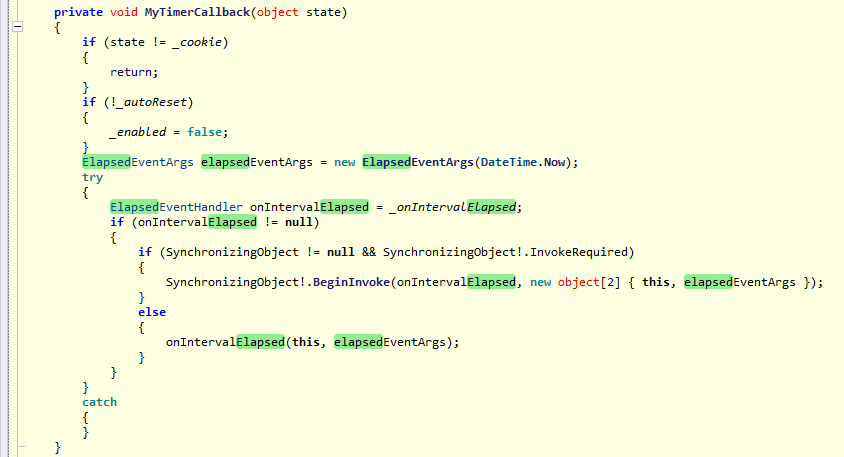 private void MyTimerCallback(object state)
{
    if (state != _cookie)
    {
        return;
    }
    if (!_autoReset)
    {
        _enabled = false;
    }
    ElapsedEventArgs elapsedEventArgs = new ElapsedEventArgs(DateTime.Now);
    try
    {
        ElapsedEventHandler onIntervalElapsed = _onIntervalElapsed;
        if (onIntervalElapsed != null)
        {
            if (SynchronizingObject != null && SynchronizingObject!.InvokeRequired)
            {
                SynchronizingObject!.BeginInvoke(onIntervalElapsed, new object[2] { this, elapsedEventArgs });
            }
            else
            {
                onIntervalElapsed(this, elapsedEventArgs);
            }
        }
    }
    catch
    {
    }
}